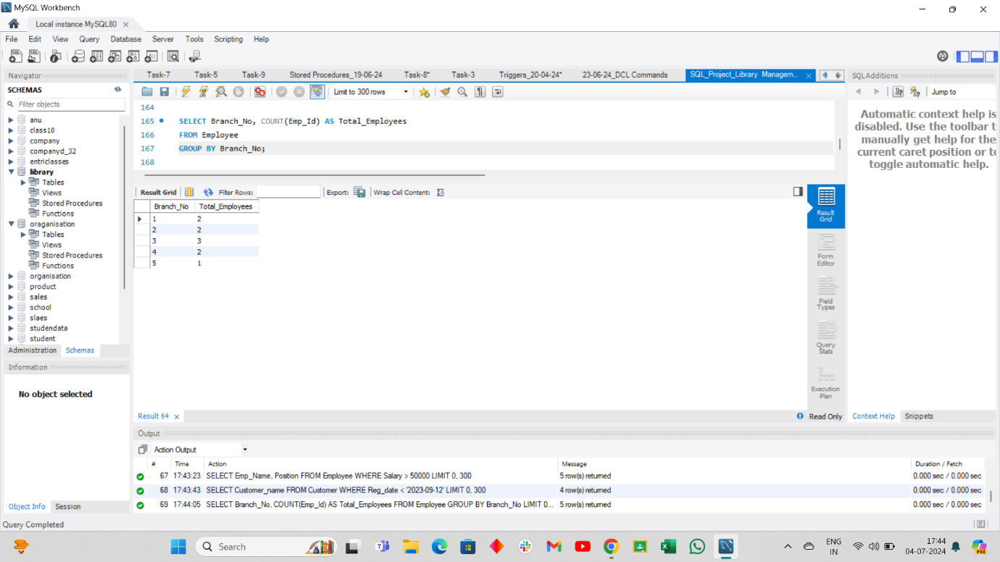 MySQL Workbench
Local instance MySQL80
File Edit View Query Database Server Tools Scripting Help
Navigator
SCHEMAS
Filter objects
anu
class10
company
companyd_32
entriclasses
library
Tables
Views
Stored Procedures
Functions
oraganisation
Tables
Views
Stored Procedures
Functions
organisation
product
sales
school
slaes
studendata
student
Administration Schemas
Information
No object selected
Object Info Session
Query Completed
Task-7 Task-5 Task-9 Stored Procedures_19-06-24 Task-8* Task-3 Triggers_20-04-24* 23-06-24_DCL Commands SQL_Project_Library Managem...
Limit to 300 rows
164
165 SELECT Branch_No, COUNT(Emp_Id) AS Total_Employees
166 FROM Employee
167 GROUP BY Branch_No;
168
Result Grid Filter Rows: Export: Wrap Cell Content:
Branch_No Total_Employees
1 2
2 2
3 3
4 2
5 1
Result Grid
Form Editor
Field Types
Query Stats
Execution Plan
Result 64 Read Only
Output
Action Output
# Time Action Message Duration / Fetch
67 17:43:23 SELECT Emp_Name, Position FROM Employee WHERE Salary > 50000 LIMIT 0, 300 5 row(s) returned 0.000 sec / 0.000 sec
68 17:43:43 SELECT Customer_name FROM Customer WHERE Reg_date < '2023-09-12' LIMIT 0, 300 4 row(s) returned 0.000 sec / 0.000 sec
69 17:44:05 SELECT Branch_No, COUNT(Emp_Id) AS Total_Employees FROM Employee GROUP BY Branch_No LIMIT 0... 5 row(s) returned 0.000 sec / 0.000 sec
SQLAdditions
Jump to
Automatic context help is
disabled. Use the toolbar t
manually get help for the
current caret position or to
toggle automatic help.
Context Help Snippets
Search
ENG
IN
17:44
04-07-2024
PRE